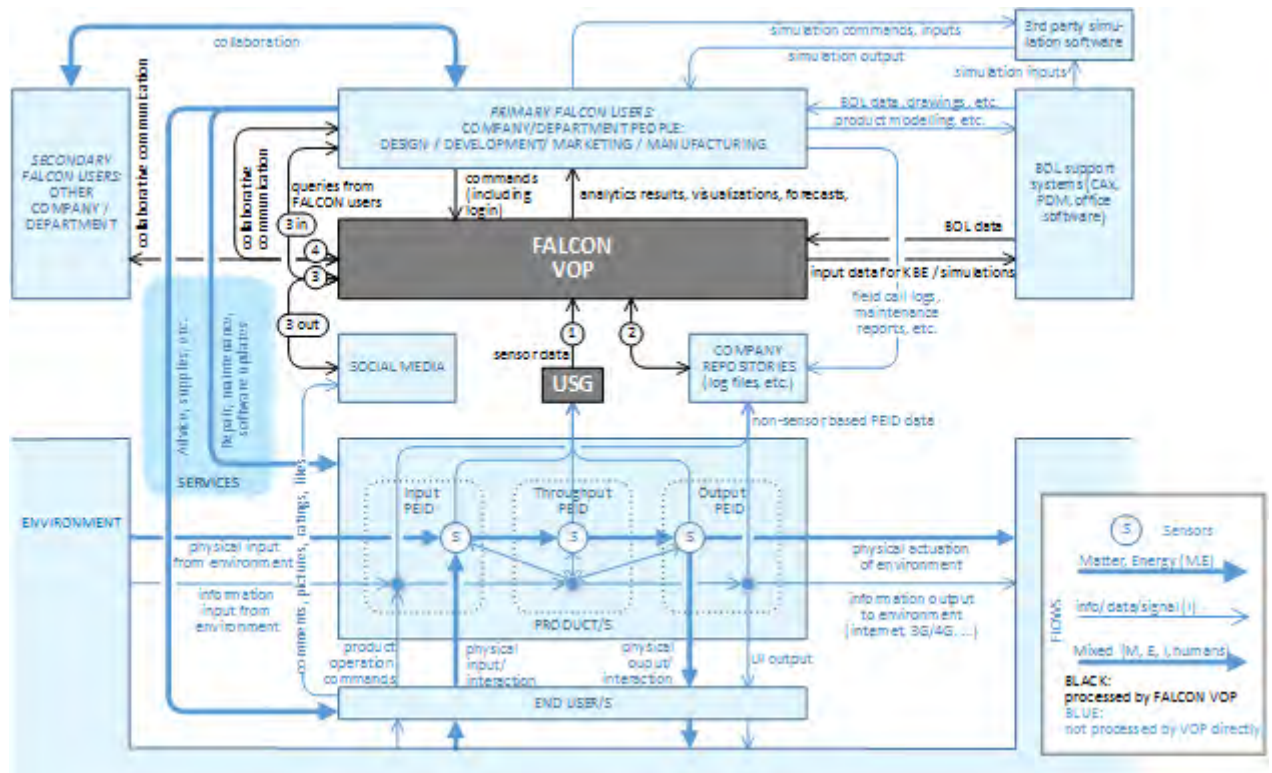 collaboration
simulation commands, inputs
3rd party simu-
lation software
simulation output
simulation inputs
collaborative communication
PRIMARY FALCON USERS:
COMPANY/DEPARTMENT PEOPLE:
DESIGN / DEVELOPMENT/ MARKETING / MANUFACTURING
BOL data, drawings, etc.
product modelling, etc.
SECONDARY
FALCON USERS:
OTHER
COMPANY /
DEPARTMENT
BOL support
systems (CAX,
PDM, office
software)
collaborative
communication
queries from
FALCON users
commands
(including
login)
analytics results, visualizations, forecasts,
3 in
4
3
FALCON
VOP
BOL data
input data for KBE / simulations
field call logs,
maintenance
reports, etc.
Advice, supplies, etc.
Repair, maintenance,
software updates
SERVICES
3 out
1
2
sensor data
SOCIAL MEDIA
USG
COMPANY
REPOSITORIES
(log files, etc.)
non-sensor based PEID data
comments, pictures, ratings, likes
ENVIRONMENT
Input
PEID
Throughput
PEID
Output
PEID
S
S
S
physical input
from environment
information
input from
environment
physical actuation
of environment
information output
to environment
(internet, 3G/4G, ...)
PRODUCT/S
product
operation
commands
physical
input/
interaction
physical
ouput/
interaction
UI output
END USER/S
S
Sensors
FLOWS
Matter, Energy (M,E)
info/ data/signal (I)
Mixed (M, E, I, humans)
BLACK:
processed by FALCON VOP
BLUE:
not processed by VOP directly